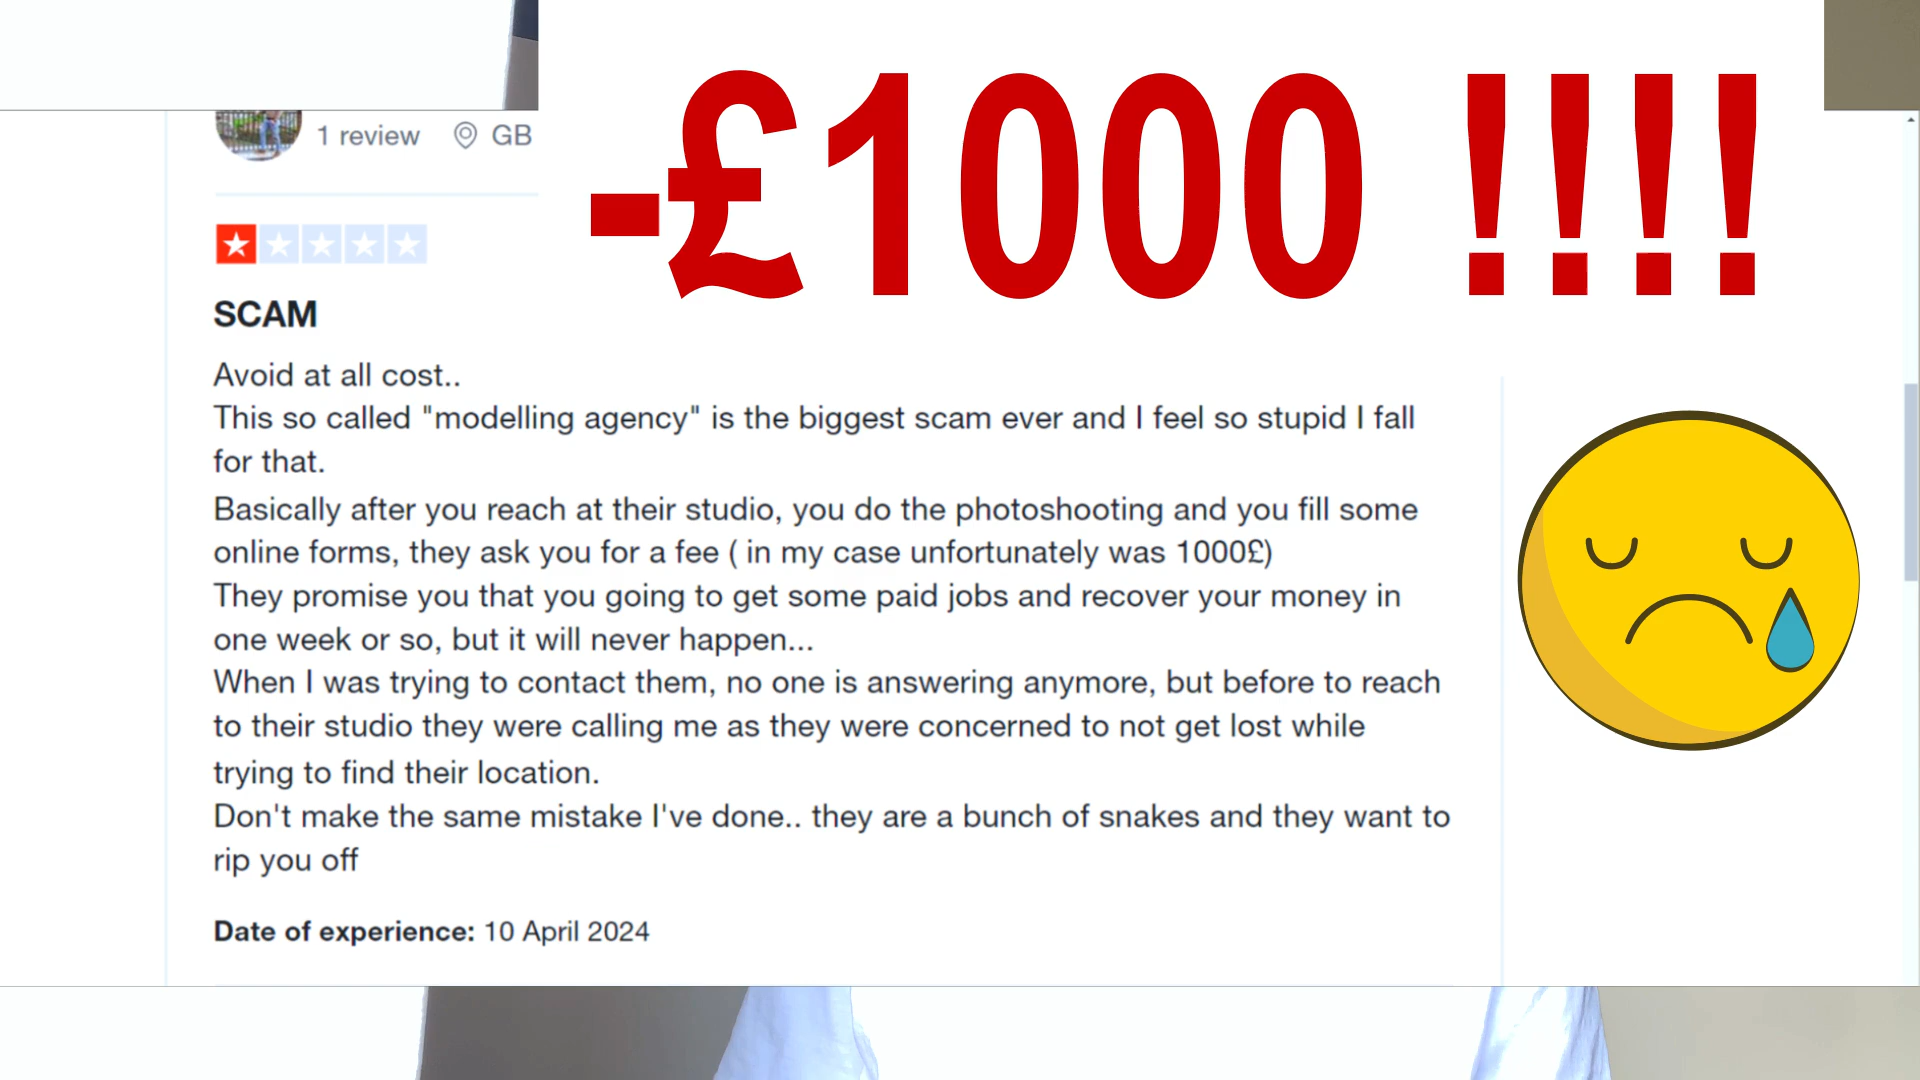 -£1000 !!!!
1 review GB
SCAM
Avoid at all cost..
This so called "modelling agency" is the biggest scam ever and I feel so stupid I fall
for that.
Basically after you reach at their studio, you do the photoshooting and you fill some
online forms, they ask you for a fee ( in my case unfortunately was 1000£)
They promise you that you going to get some paid jobs and recover your money in
one week or so, but it will never happen...
When I was trying to contact them, no one is answering anymore, but before to reach
to their studio they were calling me as they were concerned to not get lost while
trying to find their location.
Don't make the same mistake I've done.. they are a bunch of snakes and they want to
rip you off
Date of experience: 10 April 2024